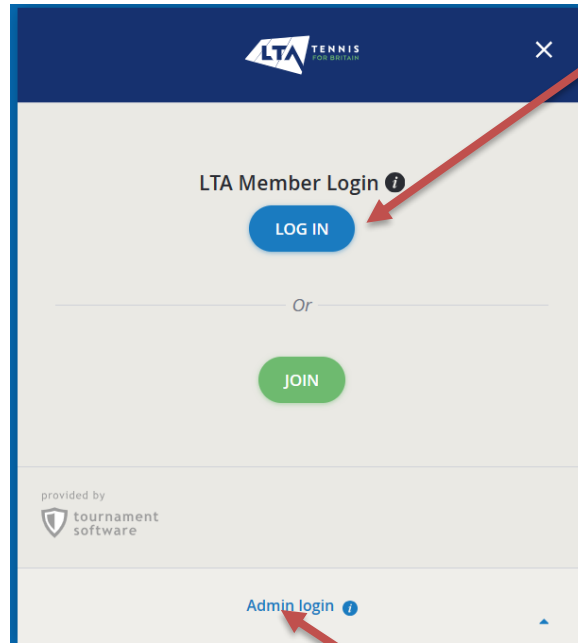 LTA TENNIS
FOR BRITAIN
LTA Member Login
LOG IN
Or
JOIN
provided by
tournament
software
Admin login